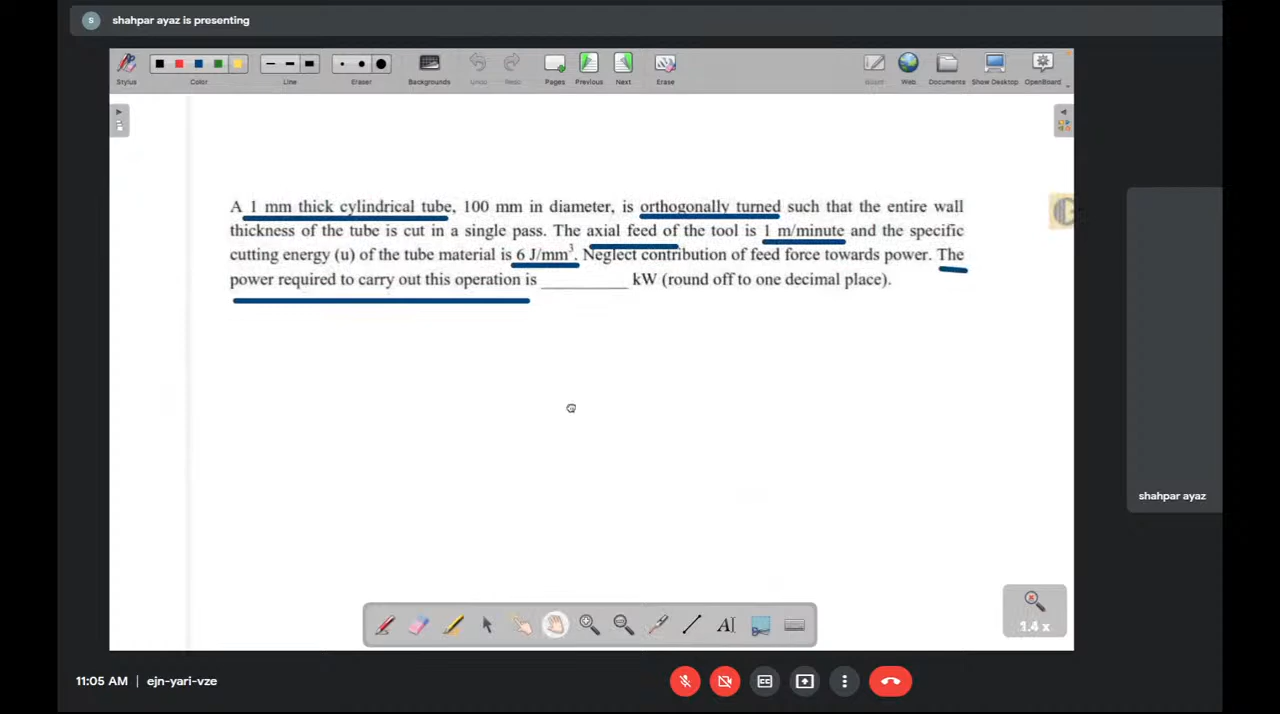 shahpar ayaz is presenting
S
Stylus Color Line Eraser Backgrounds Undo Redo Pages Previous Next Erase Board Web Documents Show Desktop OpenBoard
A 1 mm thick cylindrical tube, 100 mm in diameter, is orthogonally turned such that the entire wall
thickness of the tube is cut in a single pass. The axial feed of the tool is 1 m/minute and the specific
cutting energy (u) of the tube material is 6 J/mm³. Neglect contribution of feed force towards power. The
power required to carry out this operation is __________ kW (round off to one decimal place).
shahpar ayaz
AI
1.4 x
11:05 AM | ejn-yari-vze
CC